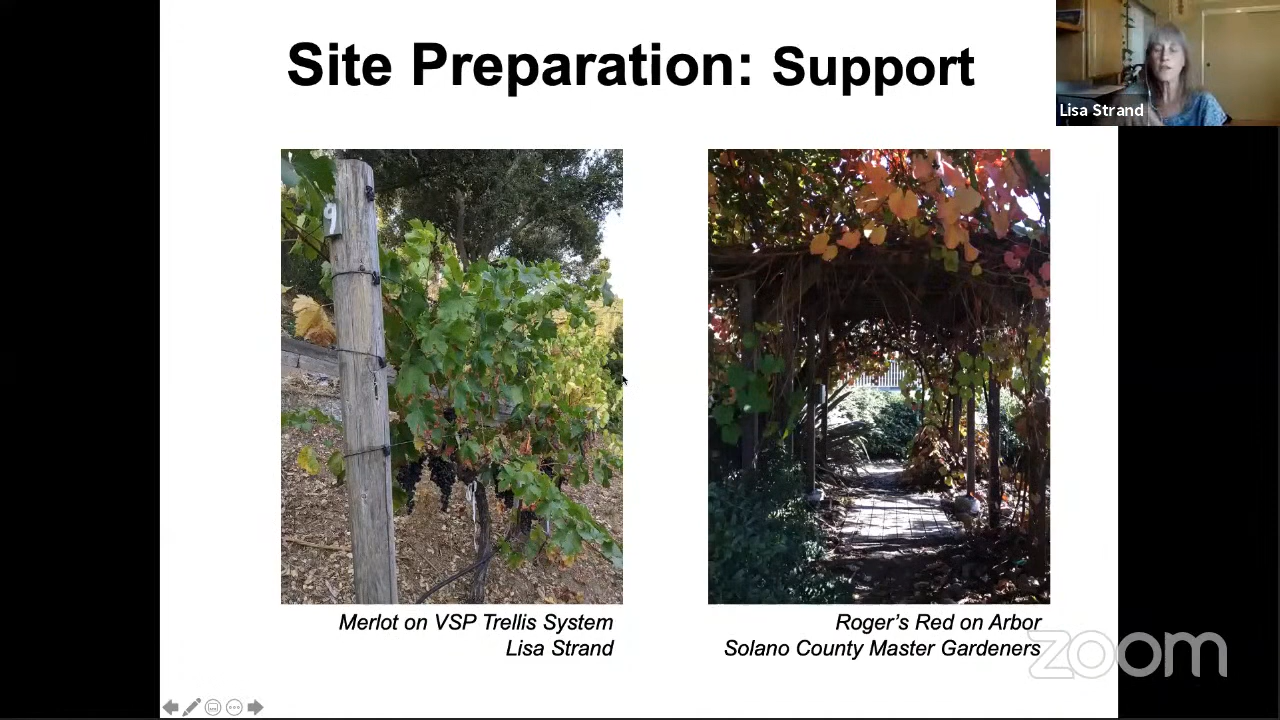 Site Preparation: Support
Lisa Strand
9
Merlot on VSP Trellis System
Lisa Strand
Roger's Red on Arbor
Solano County Master Gardeners
zoom